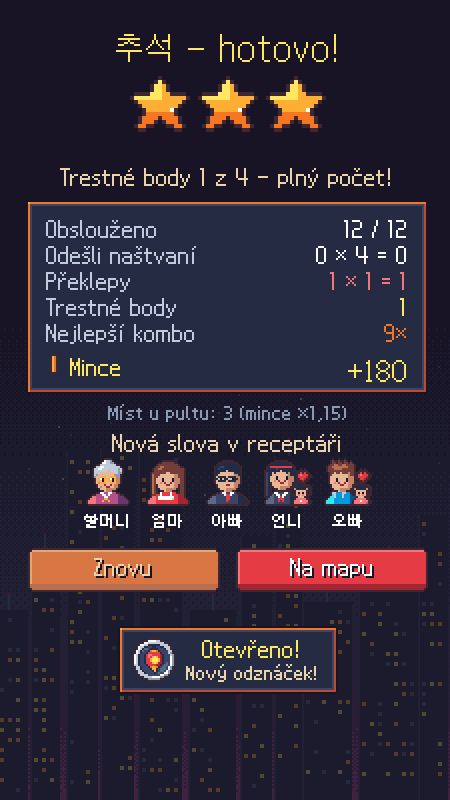 추석 - hotovo!
Trestné body 1 z 4 - plný počet!
Obslouženo 12 / 12
Odešli naštvaní 0 × 4 = 0
Překlepy 1 × 1 = 1
Trestné body 1
Nejlepší kombo 9×
Mince +180
Míst u pultu: 3 (mince ×1,15)
Nová slova v receptáři
할머니 엄마 아빠 언니 오빠
Znovu Na mapu
Otevřeno!
Nový odznáček!